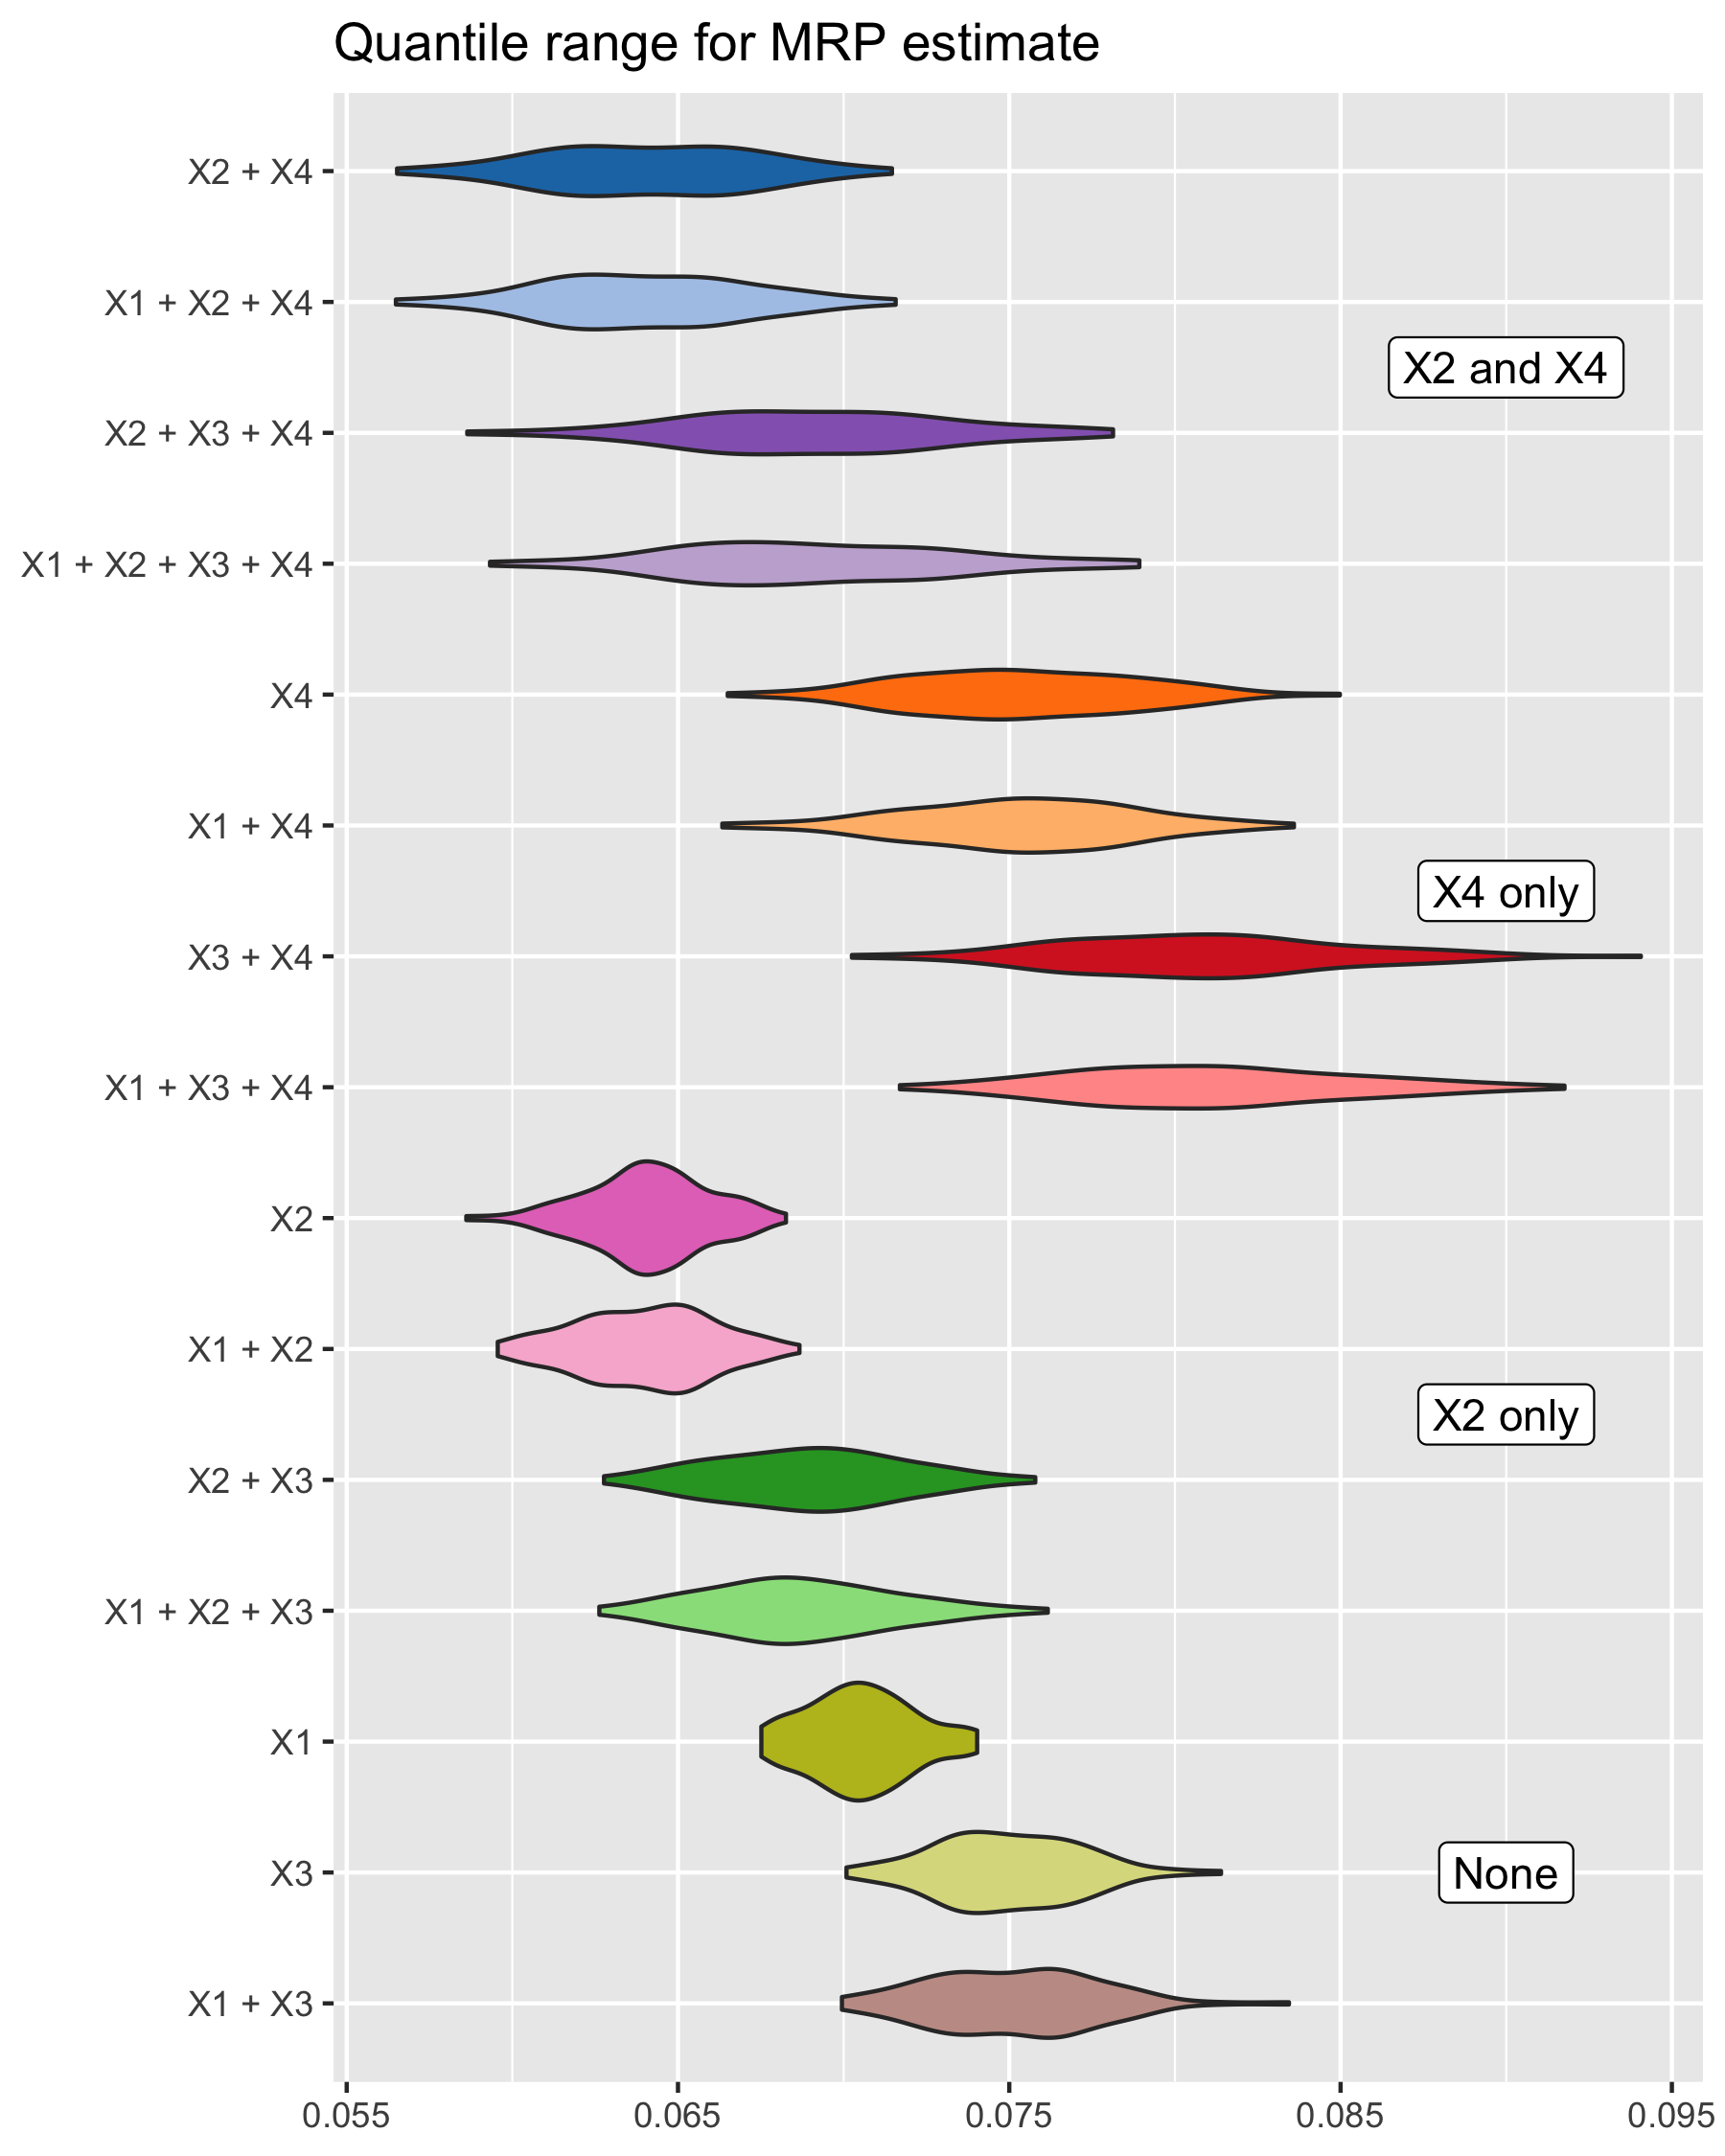 Quantile range for MRP estimate
X2 + X4
X1 + X2 + X4
X2 and X4
X2 + X3 + X4
X1 + X2 + X3 + X4
X4
X1 + X4
X4 only
X3 + X4
X1 + X3 + X4
X2
X1 + X2
X2 only
X2 + X3
X1 + X2 + X3
X1
X3
None
X1 + X3
0.055 0.065 0.075 0.085 0.095